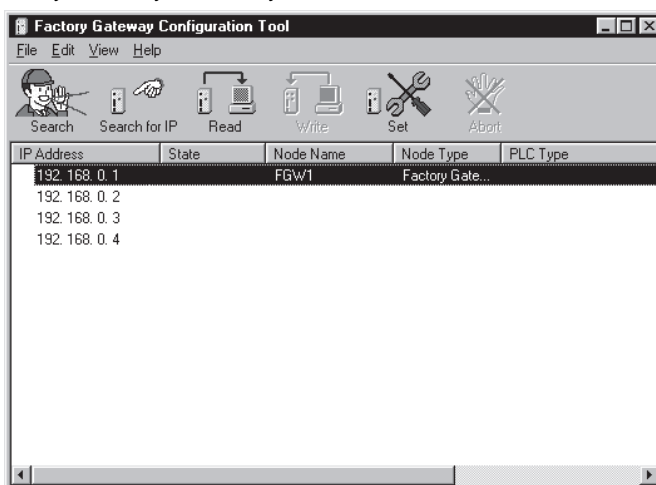 Factory Gateway Configuration Tool
File Edit View Help
Search Search for IP Read Write Set Abort
IP Address State Node Name Node Type PLC Type
192. 168. 0. 1 FGW1 Factory Gate...
192. 168. 0. 2
192. 168. 0. 3
192. 168. 0. 4